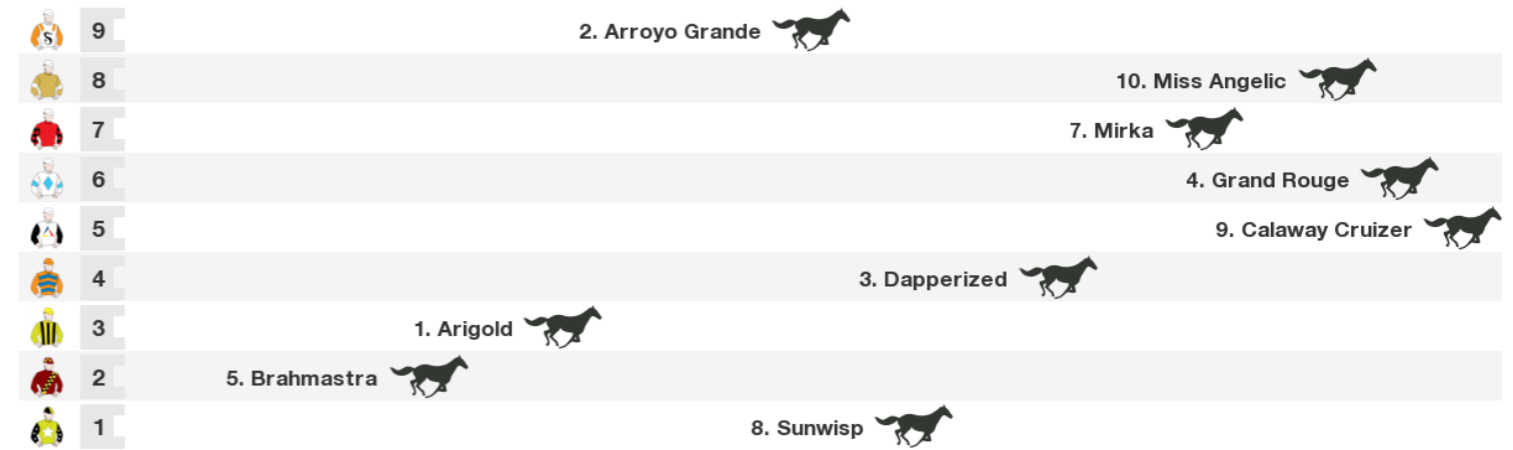 9 2. Arroyo Grande
8 10. Miss Angelic
7 7. Mirka
6 4. Grand Rouge
5 9. Calaway Cruizer
4 3. Dapperized
3 1. Arigold
2 5. Brahmastra
1 8. Sunwisp